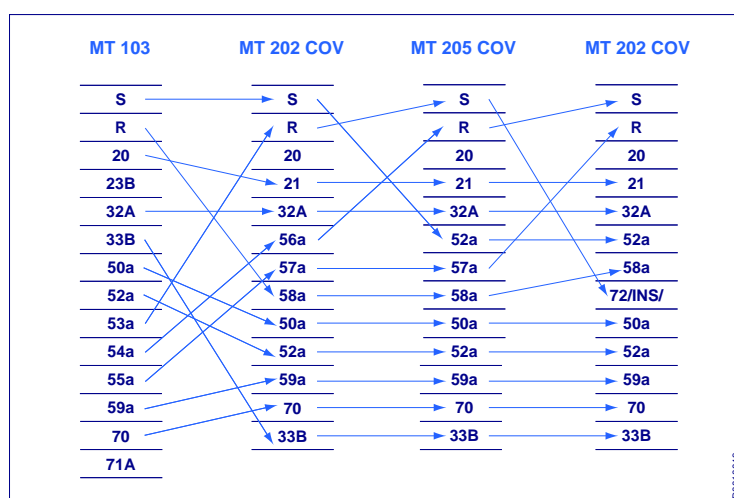 MT 103 MT 202 COV MT 205 COV MT 202 COV
S S S S
R R R R
20 20 20 20
23B 21 21 21
32A 32A 32A 32A
33B 56a 52a 52a
50a 57a 57a 58a
52a 58a 58a 72/INS/
53a 50a 50a 50a
54a 52a 52a 52a
55a 59a 59a 59a
59a 70 70 70
70 33B 33B 33B
71A